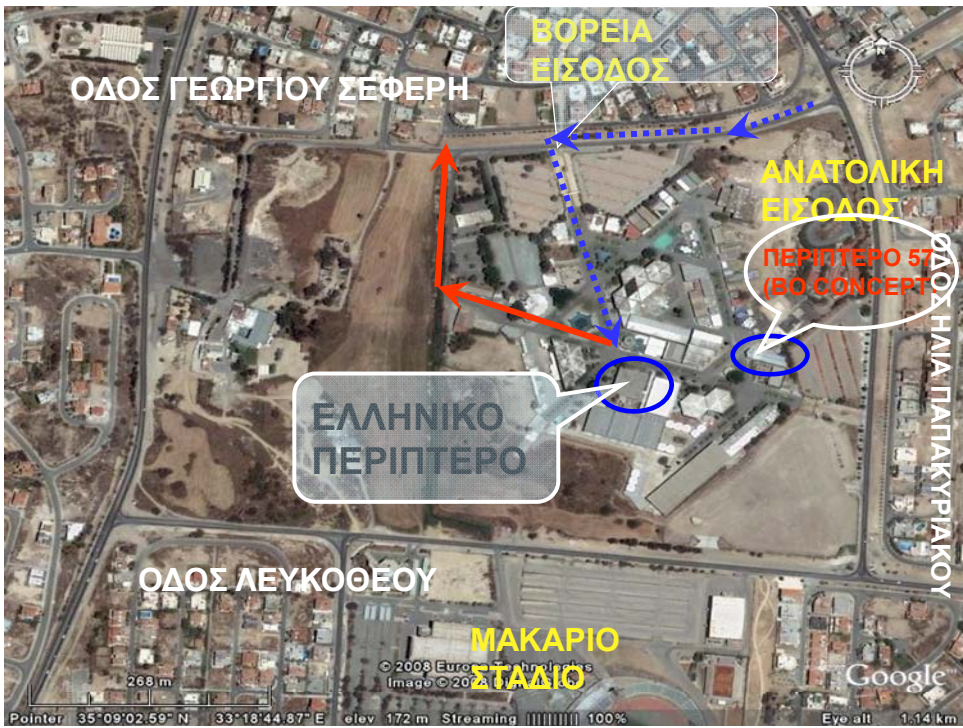 ΒΟΡΕΙΑ
ΕΙΣΟΔΟΣ
ΟΔΟΣ ΓΕΩΡΓΙΟΥ ΣΕΦΕΡΗ
ΑΝΑΤΟΛΙΚΗ
ΕΙΣΟΔΟΣ
ΠΕΡΙΠΤΕΡΟ 57
(BO CONCEPT)
ΟΔΟΣ ΗΛΙΑ ΠΑΠΑΚΥΡΙΑΚΟΥ
ΕΛΛΗΝΙΚΟ
ΠΕΡΙΠΤΕΡΟ
ΟΔΟΣ ΛΕΥΚΟΘΕΟΥ
ΜΑΚΑΡΙΟ
ΣΤΑΔΙΟ
© 2008 Technologies
Image © 2008
Google
268 m
Pointer 35°09'02.59" N 33°18'44.87" E elev 172 m Streaming |||||||||| 100% Eye alt 1.14 km